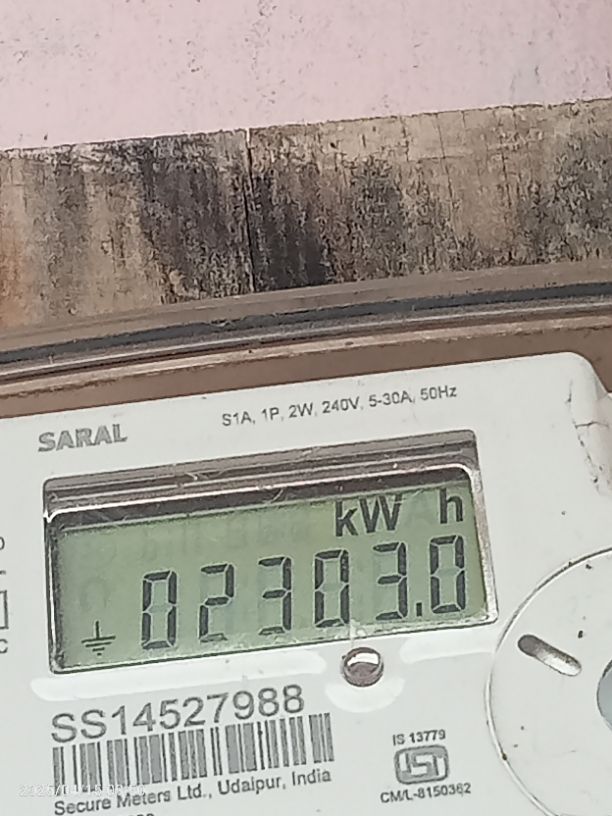 SARAL
S1A, 1P, 2W, 240V, 5-30A, 50Hz
kW h
02303.0
SS14527988
IS 13779
ISI
Secure Meters Ltd., Udaipur, India
CM/L-8150362